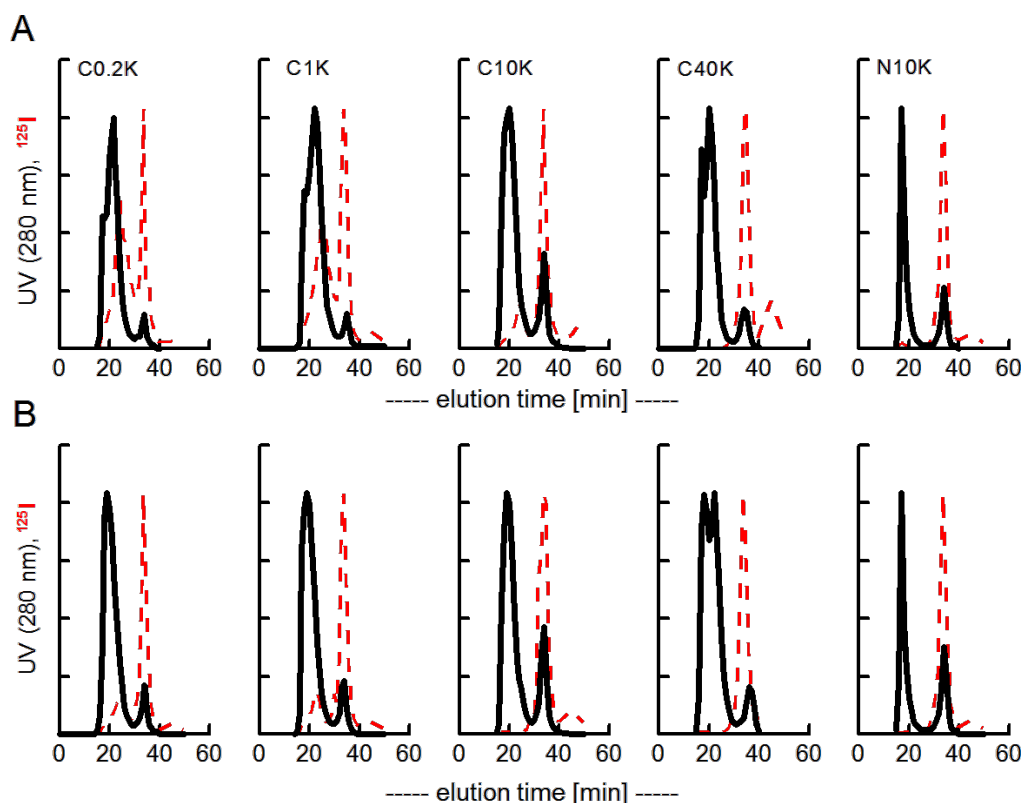 A
C0.2K C1K C10K C40K N10K
UV (280 nm), ¹²⁵I
0 20 40 60 0 20 40 60 0 20 40 60 0 20 40 60 0 20 40 60
----- elution time [min] -----
B
UV (280 nm), ¹²⁵I
0 20 40 60 0 20 40 60 0 20 40 60 0 20 40 60 0 20 40 60
----- elution time [min] -----